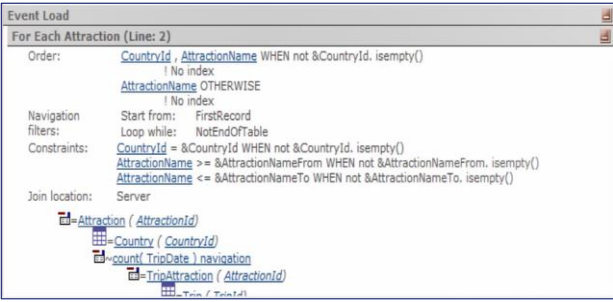 Event Load
For Each Attraction (Line: 2)
Order: CountryId , AttractionName WHEN not &CountryId. isempty()
! No index
AttractionName OTHERWISE
! No index
Navigation filters: Start from: FirstRecord
Loop while: NotEndOfTable
Constraints: CountryId = &CountryId WHEN not &CountryId. isempty()
AttractionName >= &AttractionNameFrom WHEN not &AttractionNameFrom. isempty()
AttractionName <= &AttractionNameTo WHEN not &AttractionNameTo. isempty()
Join location: Server
=Attraction ( AttractionId)
=Country ( CountryId)
~count( TripDate ) navigation
=TripAttraction ( AttractionId)
=Trip ( TripId)